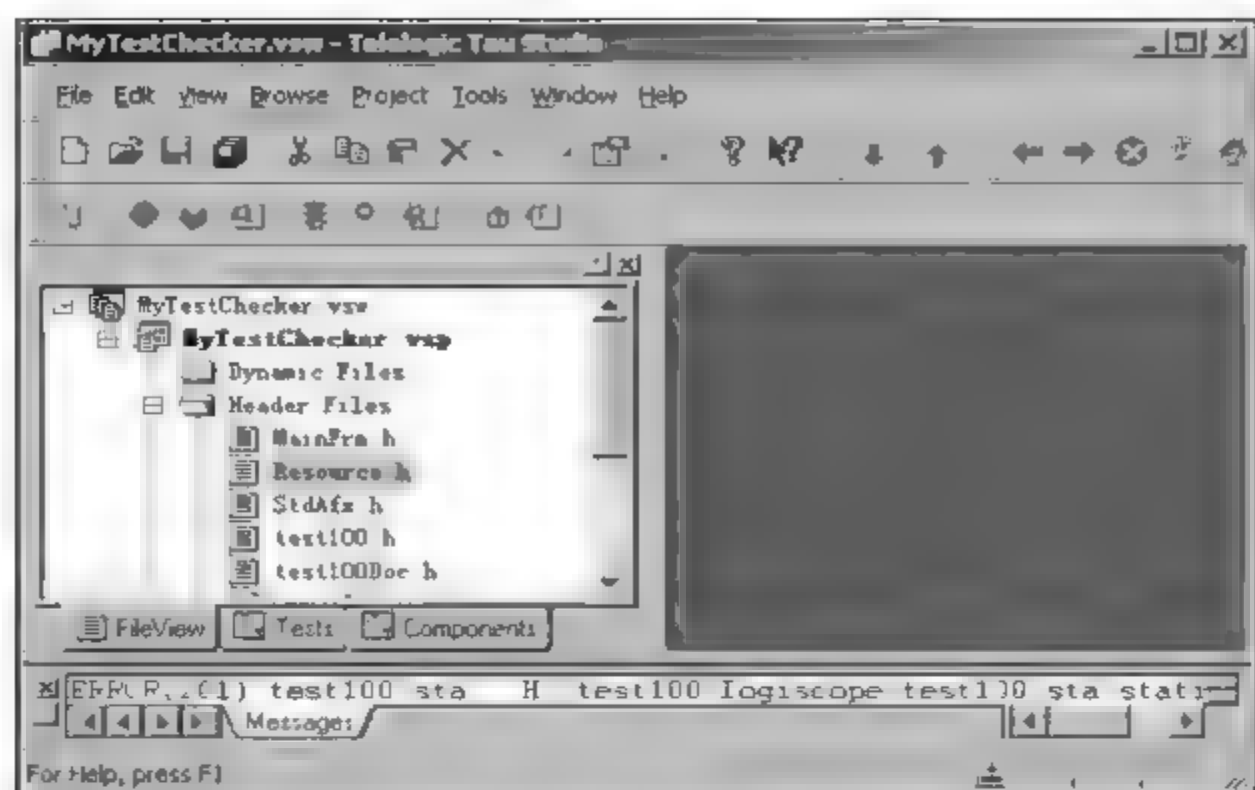 MyTestChecker.vsw - Telelogic Tau Studio
File Edit View Browse Project Tools Window Help
MyTestChecker vsw
MyTestChecker vsp
Dynamic Files
Header Files
MainFrm h
Resource h
StdAfx h
test100 h
test100Doc h
FileView Tests Components
test100 sta H test100 logiscope test100 sta
Messages
For Help, press F1